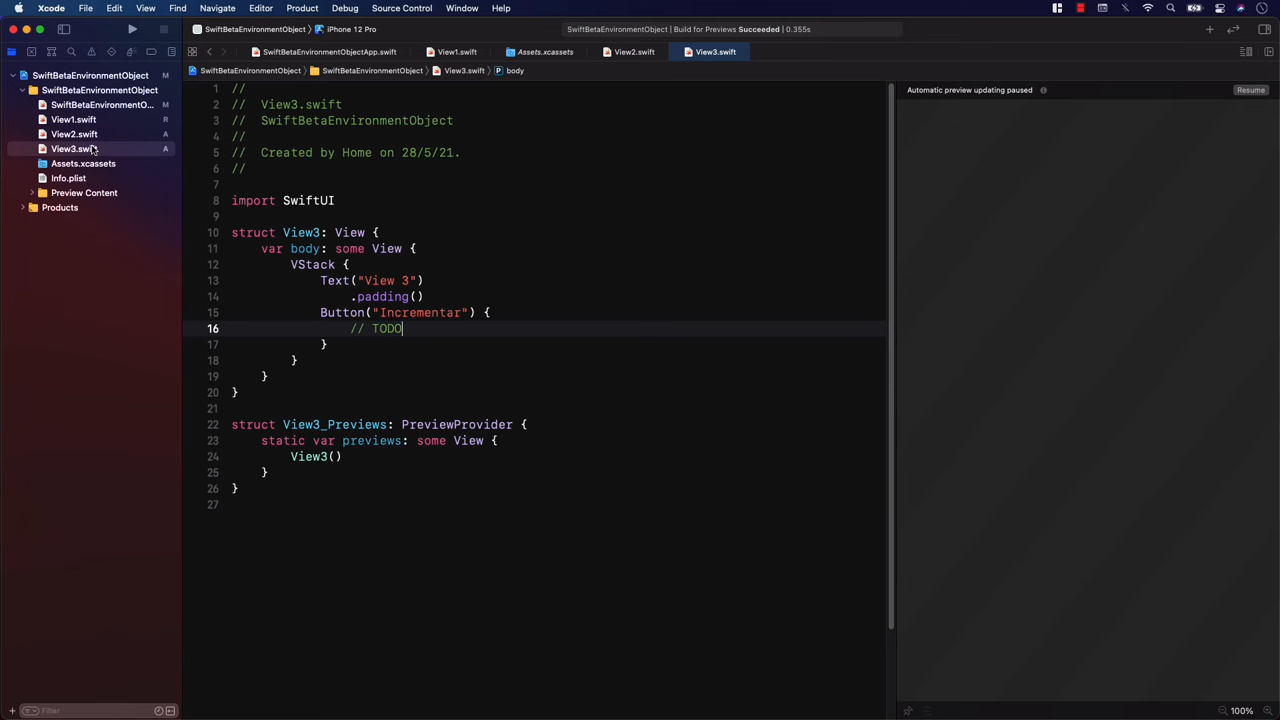 Xcode File Edit View Find Navigate Editor Product Debug Source Control Window Help
SwiftBetaEnvironmentObject iPhone 12 Pro
SwiftBetaEnvironmentObject | Build for Previews Succeeded | 0.355s
SwiftBetaEnvironmentObjectApp.swift View1.swift Assets.xcassets View2.swift View3.swift
SwiftBetaEnvironmentObject SwiftBetaEnvironmentObject View3.swift P body
SwiftBetaEnvironmentObject M
SwiftBetaEnvironmentObject
SwiftBetaEnvironmentO... M
View1.swift R
View2.swift A
View3.swift A
Assets.xcassets
Info.plist
Preview Content
Products
Filter
1 //
2 // View3.swift
3 // SwiftBetaEnvironmentObject
4 //
5 // Created by Home on 28/5/21.
6 //
7
8 import SwiftUI
9
10 struct View3: View {
11 var body: some View {
12 VStack {
13 Text("View 3")
14 .padding()
15 Button("Incrementar") {
16 // TODO
17 }
18 }
19 }
20 }
21
22 struct View3_Previews: PreviewProvider {
23 static var previews: some View {
24 View3()
25 }
26 }
27
Automatic preview updating paused Resume
100%